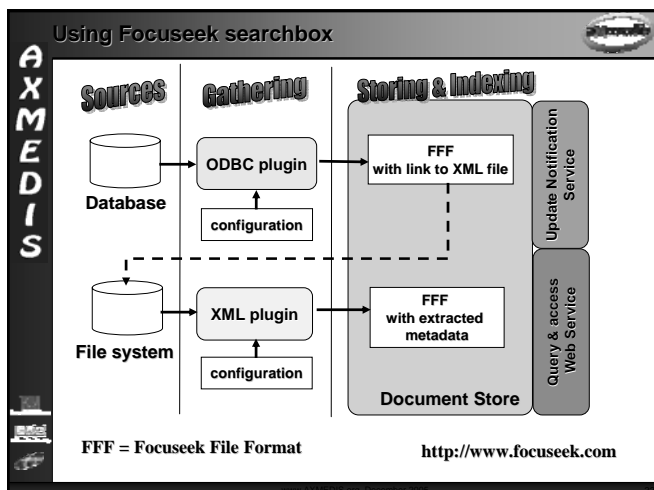 Using Focuseek searchbox
AXMEDIS
Sources
Gathering
Storing & Indexing
Database
ODBC plugin
configuration
FFF
with link to XML file
Update Notification
Service
File system
XML plugin
configuration
FFF
with extracted
metadata
Query & access
Web Service
Document Store
FFF = Focuseek File Format
http://www.focuseek.com